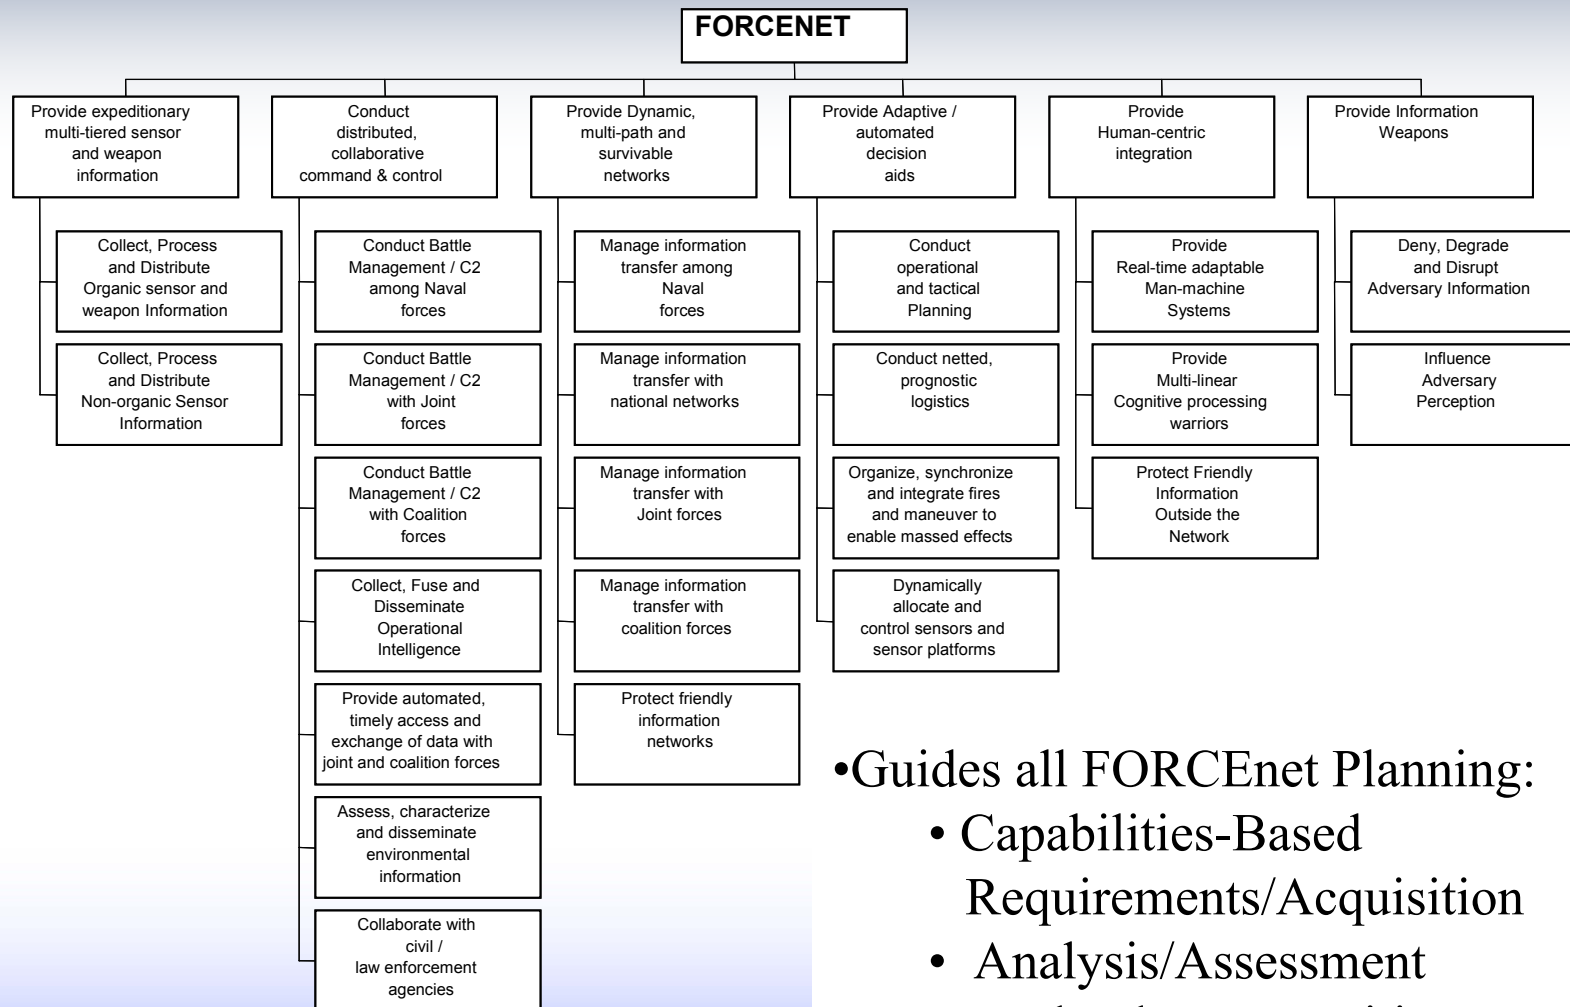 FORCENET
Provide expeditionary
multi-tiered sensor
and weapon
information
Collect, Process
and Distribute
Organic sensor and
weapon Information
Collect, Process
and Distribute
Non-organic Sensor
Information
Conduct
distributed,
collaborative
command & control
Conduct Battle
Management / C2
among Naval
forces
Conduct Battle
Management / C2
with Joint
forces
Conduct Battle
Management / C2
with Coalition
forces
Collect, Fuse and
Disseminate
Operational
Intelligence
Provide automated,
timely access and
exchange of data with
joint and coalition forces
Assess, characterize
and disseminate
environmental
information
Collaborate with
civil /
law enforcement
agencies
Provide Dynamic,
multi-path and
survivable
networks
Manage information
transfer among
Naval
forces
Manage information
transfer with
national networks
Manage information
transfer with
Joint forces
Manage information
transfer with
coalition forces
Protect friendly
information
networks
Provide Adaptive /
automated
decision
aids
Conduct
operational
and tactical
Planning
Conduct netted,
prognostic
logistics
Organize, synchronize
and integrate fires
and maneuver to
enable massed effects
Dynamically
allocate and
control sensors and
sensor platforms
Provide
Human-centric
integration
Provide
Real-time adaptable
Man-machine
Systems
Provide
Multi-linear
Cognitive processing
warriors
Protect Friendly
Information
Outside the
Network
Provide Information
Weapons
Deny, Degrade
and Disrupt
Adversary Information
Influence
Adversary
Perception
•Guides all FORCEnet Planning:
• Capabilities-Based
Requirements/Acquisition
• Analysis/Assessment